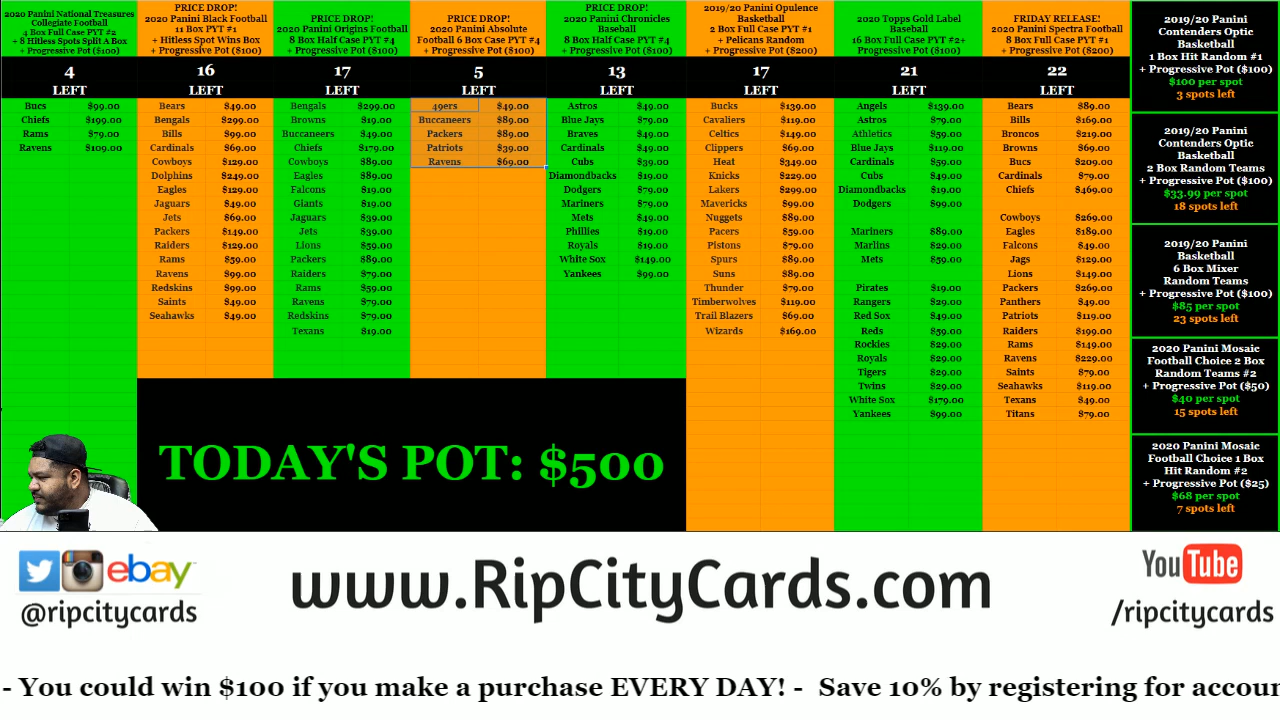 2020 Panini National Treasures
Collegiate Football
4 Box Full Case PYT #2
+ 8 Hitless Spots Split A Box
+ Progressive Pot ($100)
4
LEFT
Bucs $99.00
Chiefs $199.00
Rams $79.00
Ravens $109.00
PRICE DROP!
2020 Panini Black Football
11 Box PYT #1
+ Hitless Spot Wins Box
+ Progressive Pot ($100)
16
LEFT
Bears $49.00
Bengals $299.00
Bills $99.00
Cardinals $69.00
Cowboys $129.00
Dolphins $249.00
Eagles $129.00
Jaguars $49.00
Jets $69.00
Packers $149.00
Raiders $129.00
Rams $59.00
Ravens $99.00
Redskins $99.00
Saints $49.00
Seahawks $49.00
PRICE DROP!
2020 Panini Origins Football
8 Box Half Case PYT #4
+ Progressive Pot ($100)
17
LEFT
Bengals $299.00
Browns $19.00
Buccaneers $49.00
Chiefs $179.00
Cowboys $89.00
Eagles $89.00
Falcons $19.00
Giants $19.00
Jaguars $39.00
Jets $39.00
Lions $59.00
Packers $89.00
Raiders $79.00
Rams $59.00
Ravens $79.00
Redskins $79.00
Texans $19.00
PRICE DROP!
2020 Panini Absolute
Football 6 Box Case PYT #4
+ Progressive Pot ($100)
5
LEFT
49ers $49.00
Buccaneers $89.00
Packers $89.00
Patriots $39.00
Ravens $69.00
PRICE DROP!
2020 Panini Chronicles
Baseball
8 Box Half Case PYT #4
+ Progressive Pot ($100)
13
LEFT
Astros $49.00
Blue Jays $79.00
Braves $49.00
Cardinals $49.00
Cubs $39.00
Diamondbacks $19.00
Dodgers $79.00
Mariners $79.00
Mets $49.00
Phillies $19.00
Royals $19.00
White Sox $149.00
Yankees $99.00
2019/20 Panini Opulence
Basketball
2 Box Full Case PYT #1
+ Pelicans Random
+ Progressive Pot ($200)
17
LEFT
Bucks $139.00
Cavaliers $119.00
Celtics $149.00
Clippers $69.00
Heat $349.00
Knicks $229.00
Lakers $299.00
Mavericks $99.00
Nuggets $89.00
Pacers $59.00
Pistons $79.00
Spurs $89.00
Suns $89.00
Thunder $79.00
Timberwolves $119.00
Trail Blazers $69.00
Wizards $169.00
2020 Topps Gold Label
Baseball
16 Box Full Case PYT #2+
Progressive Pot ($100)
21
LEFT
Angels $139.00
Astros $79.00
Athletics $59.00
Blue Jays $119.00
Cardinals $59.00
Cubs $49.00
Diamondbacks $19.00
Dodgers $99.00
Mariners $89.00
Marlins $29.00
Mets $59.00
Pirates $19.00
Rangers $29.00
Red Sox $49.00
Reds $59.00
Rockies $29.00
Royals $29.00
Tigers $29.00
Twins $29.00
White Sox $179.00
Yankees $99.00
FRIDAY RELEASE!
2020 Panini Spectra Football
8 Box Full Case PYT #1
+ Progressive Pot ($200)
22
LEFT
Bears $89.00
Bills $169.00
Broncos $219.00
Browns $69.00
Bucs $209.00
Cardinals $79.00
Chiefs $469.00
Cowboys $269.00
Eagles $189.00
Falcons $49.00
Jags $129.00
Lions $149.00
Packers $269.00
Panthers $49.00
Patriots $119.00
Raiders $199.00
Rams $149.00
Ravens $229.00
Saints $79.00
Seahawks $119.00
Texans $49.00
Titans $79.00
2019/20 Panini
Contenders Optic
Basketball
1 Box Hit Random #1
+ Progressive Pot ($100)
$100 per spot
3 spots left
2019/20 Panini
Contenders Optic
Basketball
2 Box Random Teams
+ Progressive Pot ($100)
$33.99 per spot
18 spots left
2019/20 Panini
Basketball
6 Box Mixer
Random Teams
+ Progressive Pot ($100)
$85 per spot
23 spots left
2020 Panini Mosaic
Football Choice 2 Box
Random Teams #2
+ Progressive Pot ($50)
$40 per spot
15 spots left
2020 Panini Mosaic
Football Choice 1 Box
Hit Random #2
+ Progressive Pot ($25)
$68 per spot
7 spots left
TODAY'S POT: $500
ebay
@ripcitycards
www.RipCityCards.com
YouTube
/ripcitycards
- You could win $100 if you make a purchase EVERY DAY! - Save 10% by registering for accoun